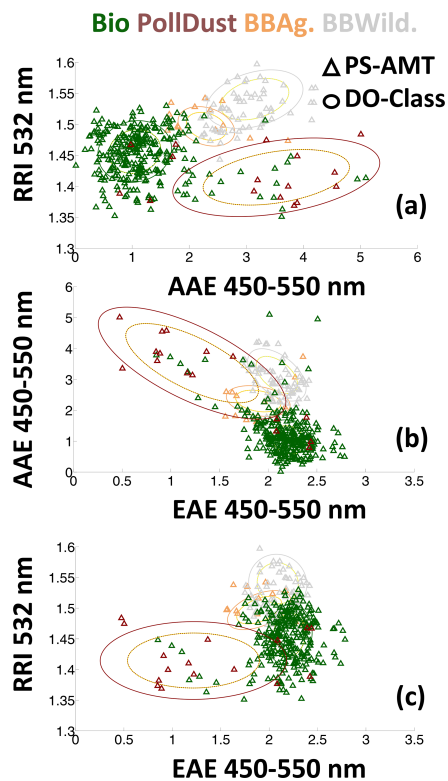 Bio PollDust BBAg. BBWild.
1.6
1.55
1.5
1.45
1.4
1.35
1.3
RRI 532 nm
△ PS-AMT
○ DO-Class
(a)
0 1 2 3 4 5 6
AAE 450-550 nm
6
5
4
3
2
1
0
AAE 450-550 nm
(b)
0 0.5 1 1.5 2 2.5 3 3.5
EAE 450-550 nm
1.6
1.55
1.5
1.45
1.4
1.35
1.3
RRI 532 nm
(c)
0 0.5 1 1.5 2 2.5 3 3.5
EAE 450-550 nm